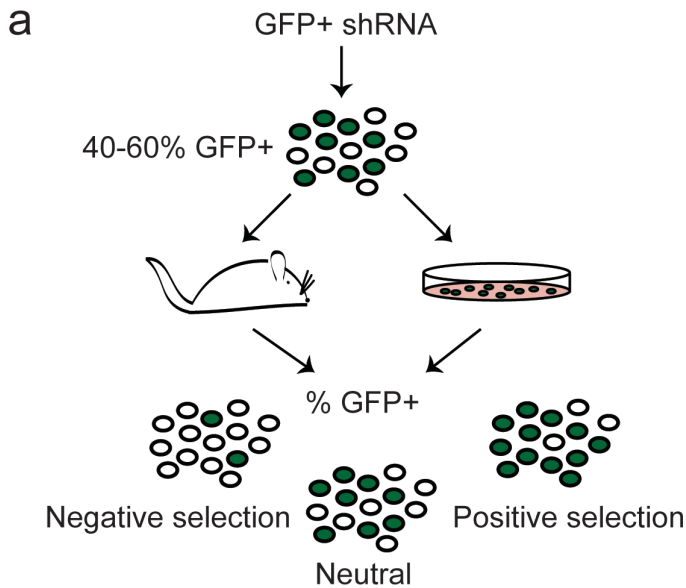 a
GFP+ shRNA
40-60% GFP+
% GFP+
Negative selection
Neutral
Positive selection